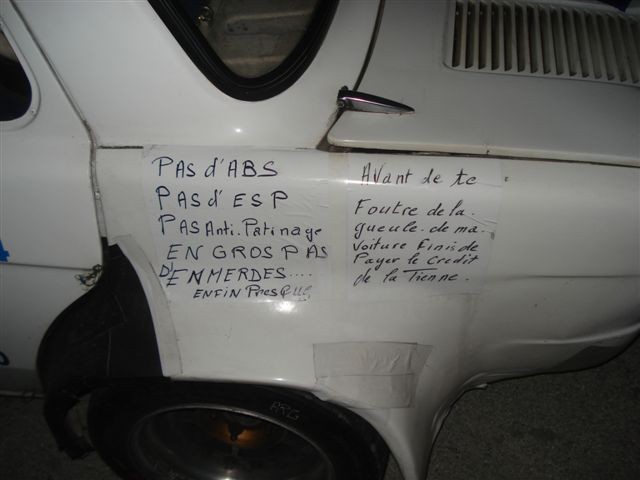 PAS d'ABS
PAS d'ESP
PAS Anti-Patinage
EN GROS PAS
D'EMMERDES....
ENFIN PRESQUE
Avant de te
Foutre de la
gueule de ma
Voiture Finis de
Payer le Credit
de la Tienne.